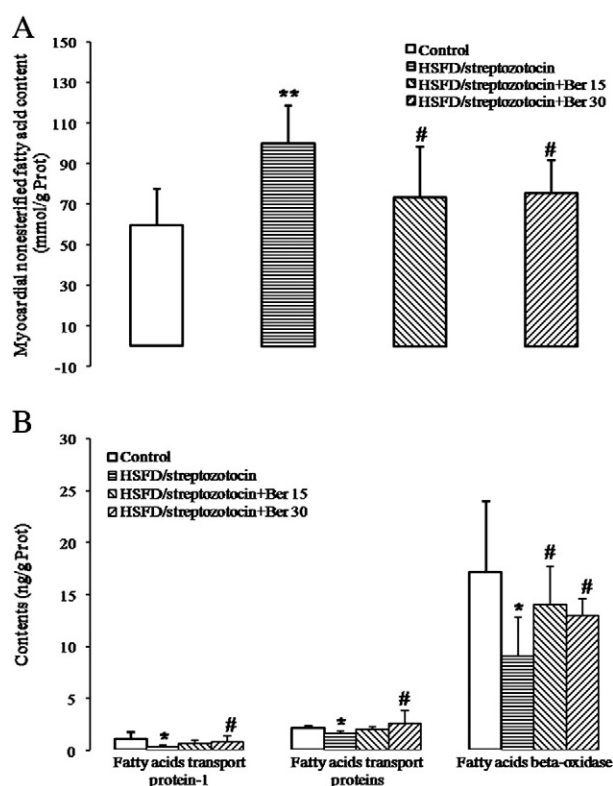 A
Myocardial nonesterified fatty acid content
(mmol/g Prot)
150
130
110
90
70
50
30
10
-10
Control
HSFD/streptozotocin
HSFD/streptozotocin+Ber 15
HSFD/streptozotocin+Ber 30
**
#
#
B
Contents (ng/g Prot)
30
25
20
15
10
5
0
Control
HSFD/streptozotocin
HSFD/streptozotocin+Ber 15
HSFD/streptozotocin+Ber 30
*
#
*
#
*
#
#
Fatty acids transport
protein-1
Fatty acids transport
proteins
Fatty acids beta-oxidase